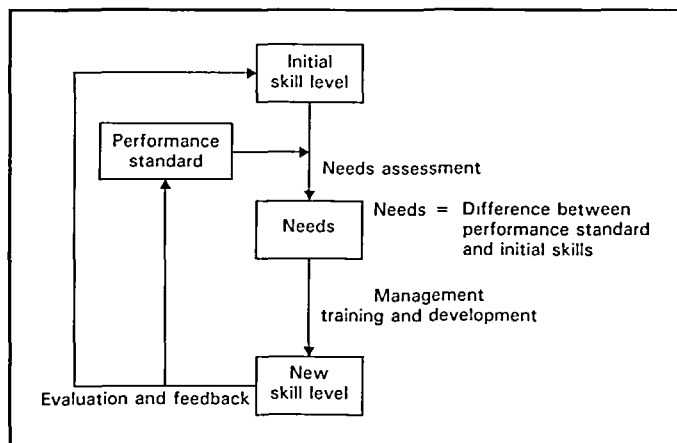 Initial
skill level
Performance
standard
Needs assessment
Needs
Needs = Difference between
performance standard
and initial skills
Management
training and development
New
skill level
Evaluation and feedback